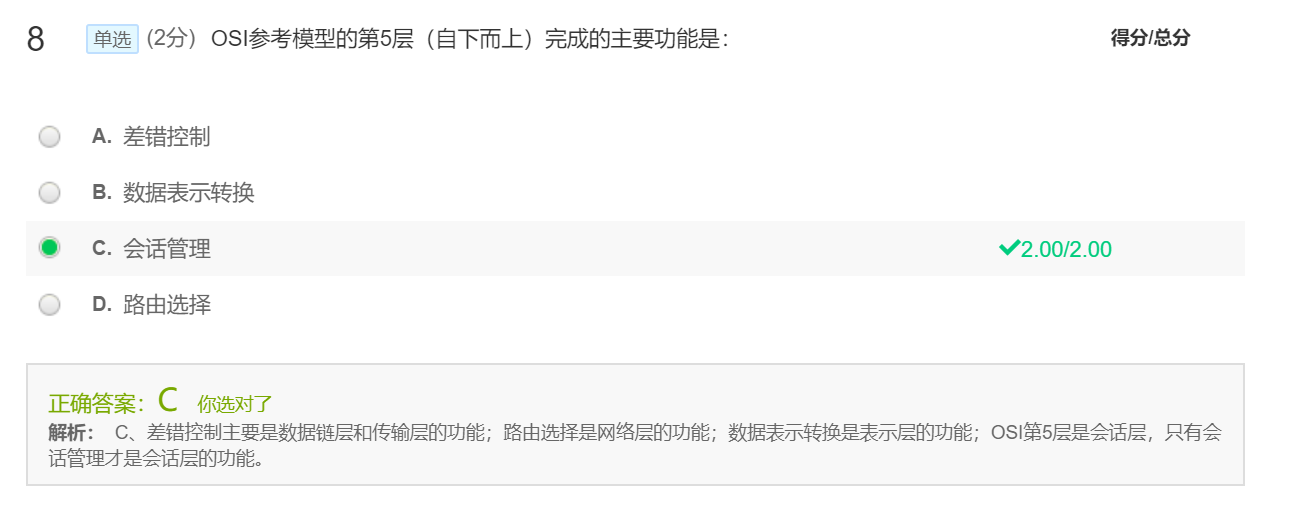 8 单选 (2分) OSI参考模型的第5层（自下而上）完成的主要功能是： 得分/总分
A. 差错控制
B. 数据表示转换
C. 会话管理 2.00/2.00
D. 路由选择
正确答案：C 你选对了
解析： C、差错控制主要是数据链层和传输层的功能；路由选择是网络层的功能；数据表示转换是表示层的功能；OSI第5层是会话层，只有会
话管理才是会话层的功能。